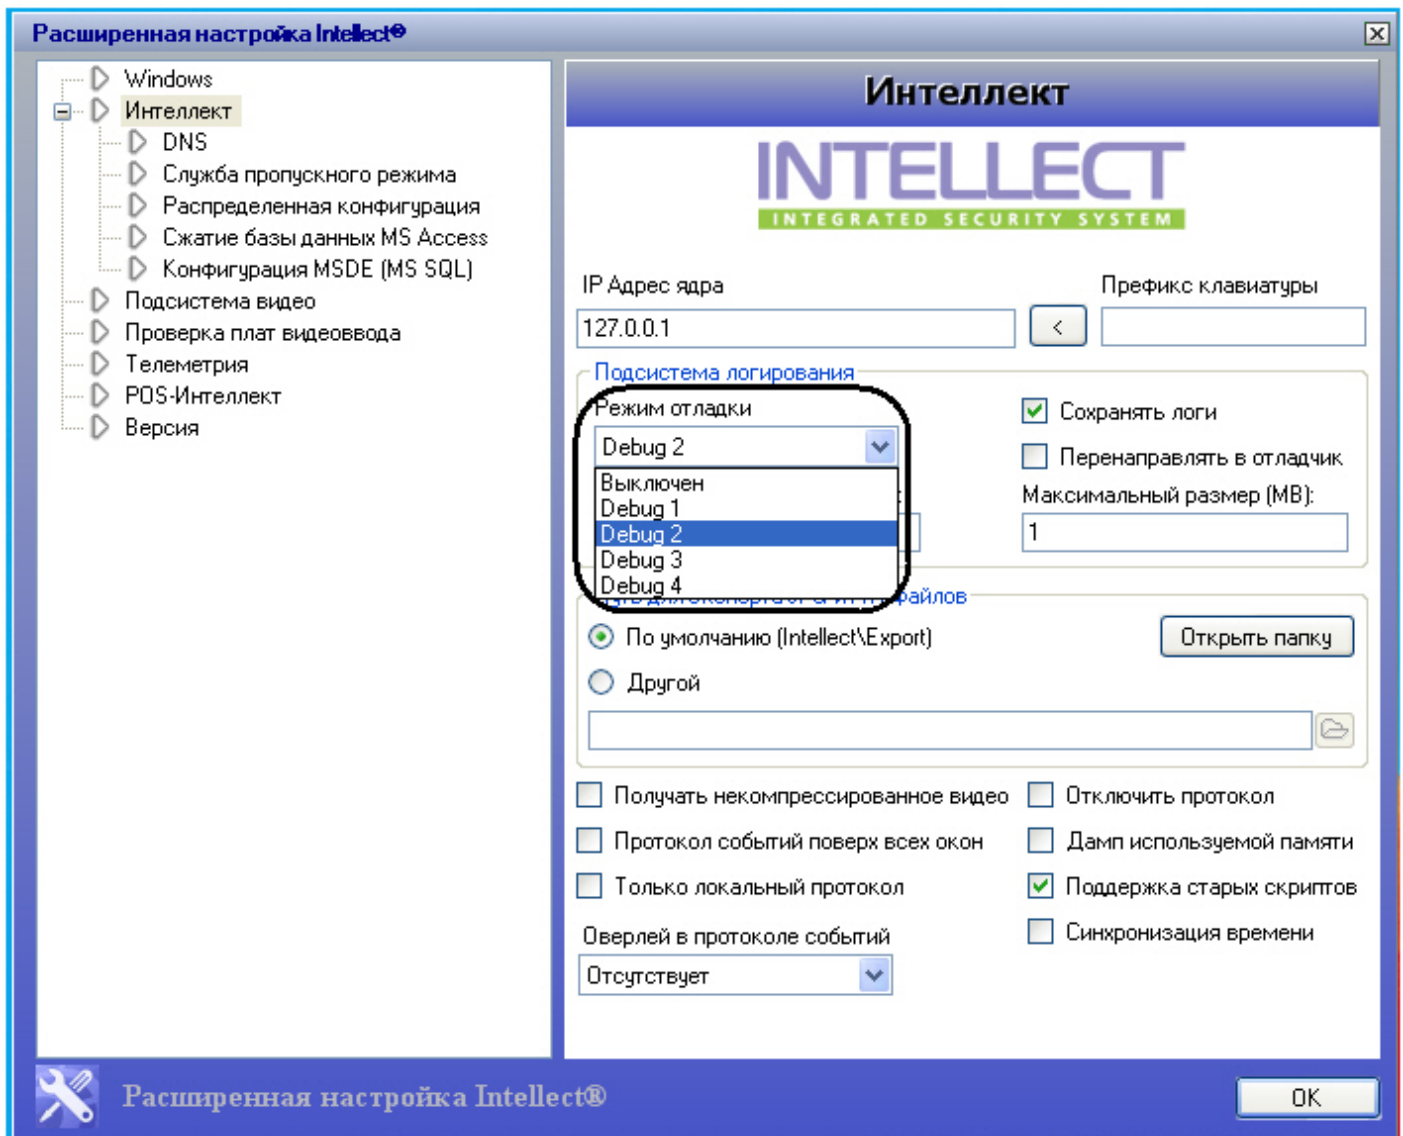 Расширенная настройка Intellect®
Windows
Интеллект
DNS
Служба пропускного режима
Распределенная конфигурация
Сжатие базы данных MS Access
Конфигурация MSDE (MS SQL)
Подсистема видео
Проверка плат видеоввода
Телеметрия
POS-Интеллект
Версия
Интеллект
INTELLECT
INTEGRATED SECURITY SYSTEM
IP Адрес ядра
Префикс клавиатуры
127.0.0.1
<
Подсистема логирования
Режим отладки
Сохранять логи
Debug 2
Перенаправлять в отладчик
Выключен
Debug 1
Debug 2
Debug 3
Debug 4
Максимальный размер (MB):
1
файлов
По умолчанию (Intellect\Export)
Открыть папку
Другой
Получать некомпрессированное видео
Отключить протокол
Протокол событий поверх всех окон
Дамп используемой памяти
Только локальный протокол
Поддержка старых скриптов
Оверлей в протоколе событий
Синхронизация времени
Отсутствует
Расширенная настройка Intellect®
OK